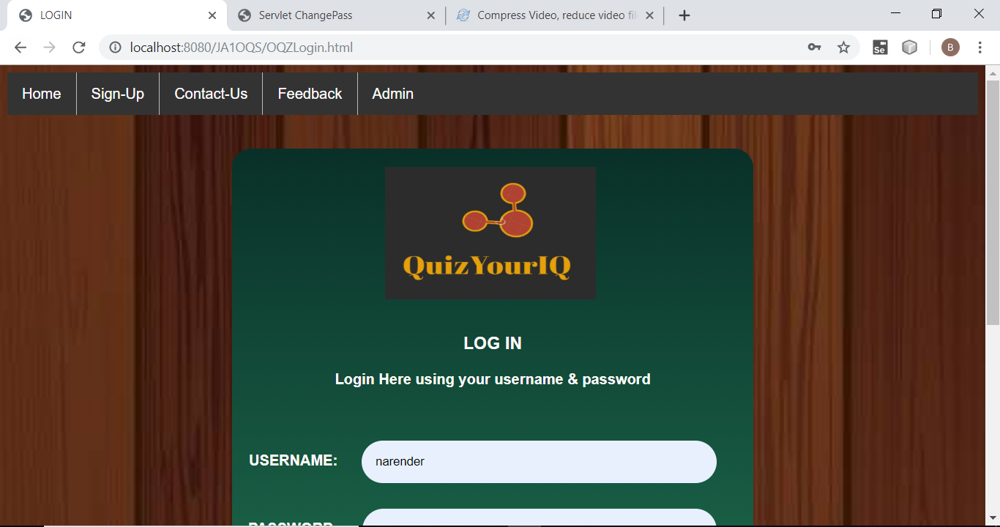 LOGIN
Servlet ChangePass
Compress Video, reduce video fil
localhost:8080/JA1OQS/OQZLogin.html
Se
B
Home
Sign-Up
Contact-Us
Feedback
Admin
QuizYourIQ
LOG IN
Login Here using your username & password
USERNAME:
narender
PASSWORD